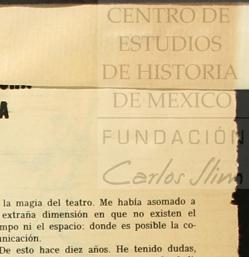 CENTRO DE
ESTUDIOS
DE HISTORIA
DE MEXICO
FUNDACIÓN
Carlos Slim
A
la magia del teatro. Me había asomado a
extraña dimensión en que no existen el
mpo ni el espacio: donde es posible la co-
unicación.
De esto hace diez años. He tenido dudas,